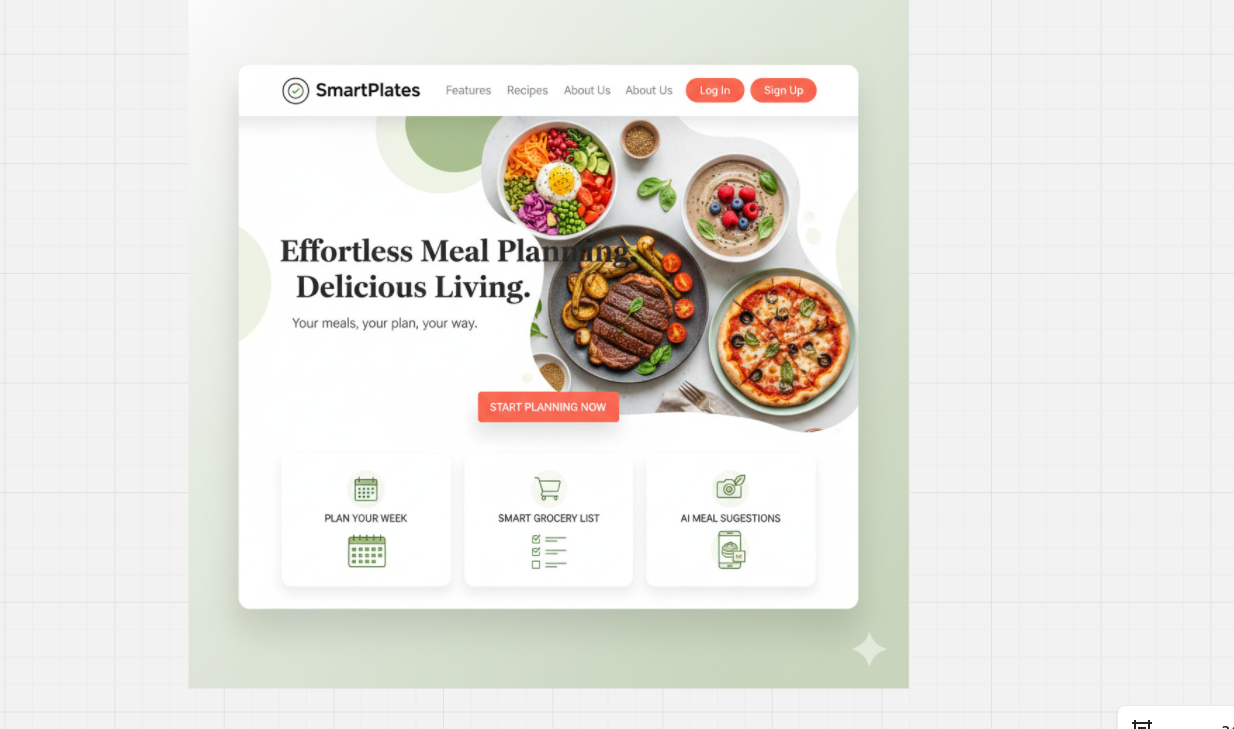 SmartPlates
Features Recipes About Us About Us Log In Sign Up
Effortless Meal Planning.
Delicious Living.
Your meals, your plan, your way.
START PLANNING NOW
PLAN YOUR WEEK
SMART GROCERY LIST
AI MEAL SUGESTIONS